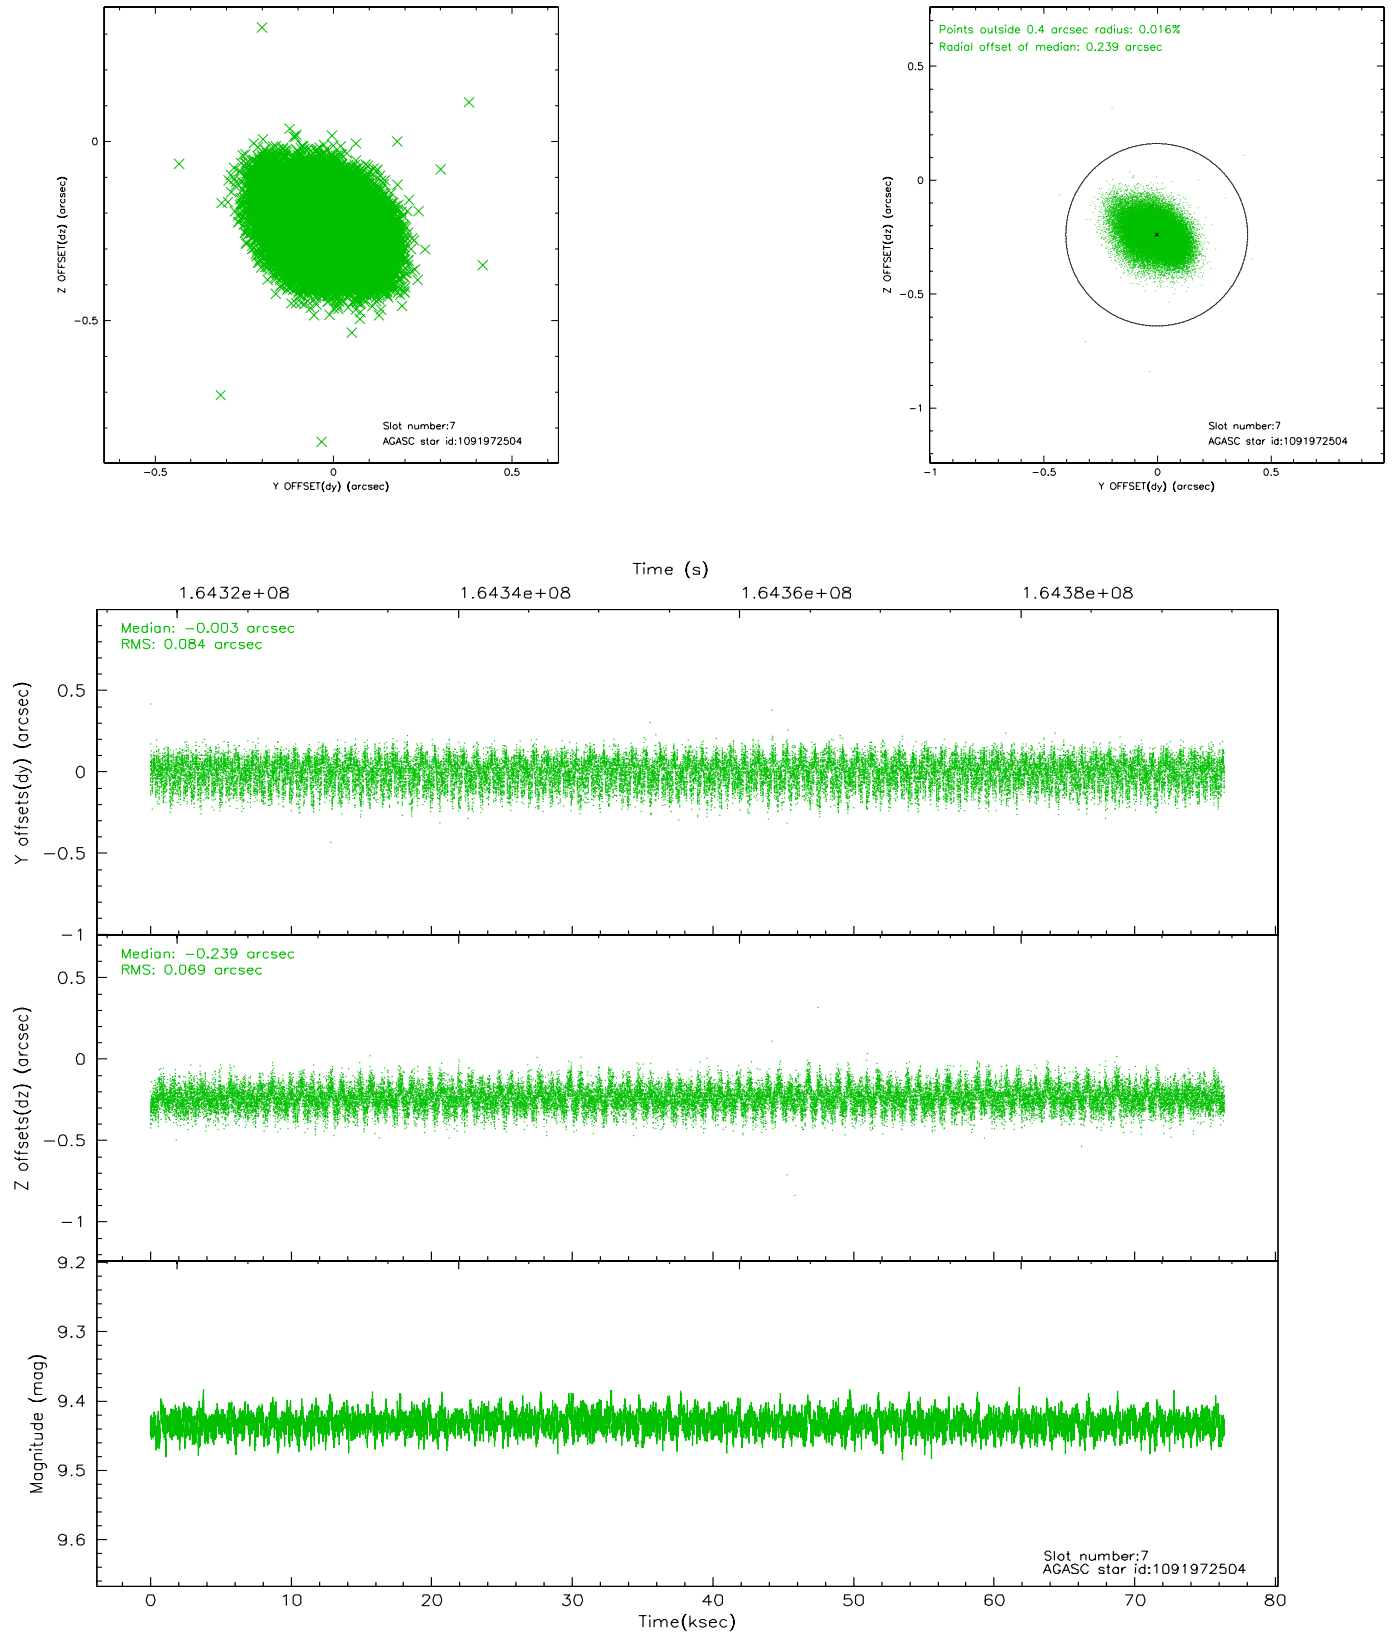 0
-0.5
-0.5
0
0.5
Z OFFSET(dz) (arcsec)
Y OFFSET(dy) (arcsec)
Slot number:7
AGASC star id:1091972504
Points outside 0.4 arcsec radius: 0.016%
Radial offset of median: 0.239 arcsec
0.5
0
-0.5
-1
-1
-0.5
0
0.5
Z OFFSET(dz) (arcsec)
Y OFFSET(dy) (arcsec)
Slot number:7
AGASC star id:1091972504
Time (s)
1.6432e+08
1.6434e+08
1.6436e+08
1.6438e+08
Median: -0.003 arcsec
RMS: 0.084 arcsec
0.5
0
-0.5
-1
Y offsets(dy) (arcsec)
Median: -0.239 arcsec
RMS: 0.069 arcsec
0.5
0
-0.5
-1
Z offsets(dz) (arcsec)
9.2
9.3
9.4
9.5
9.6
Magnitude (mag)
Slot number:7
AGASC star id:1091972504
0
10
20
30
40
50
60
70
80
Time(ksec)